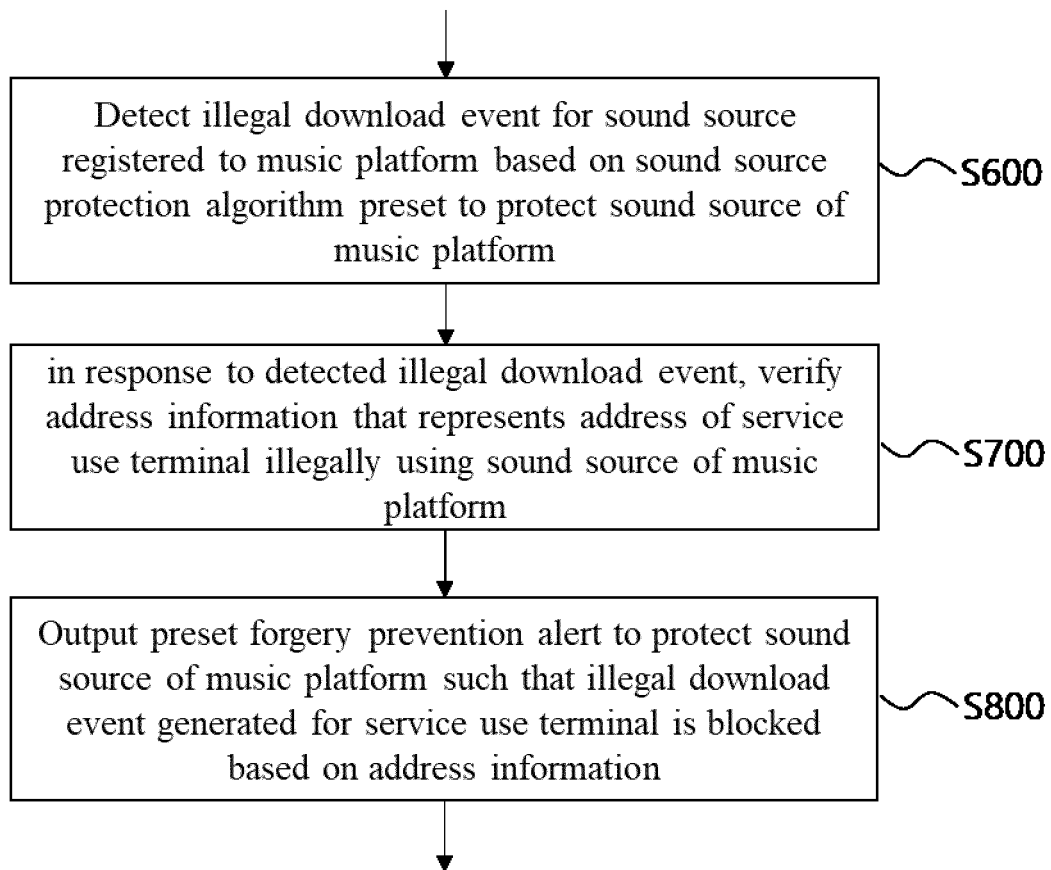 Detect illegal download event for sound source
registered to music platform based on sound source
protection algorithm preset to protect sound source of
music platform
S600
in response to detected illegal download event, verify
address information that represents address of service
use terminal illegally using sound source of music
platform
S700
Output preset forgery prevention alert to protect sound
source of music platform such that illegal download
event generated for service use terminal is blocked
based on address information
S800